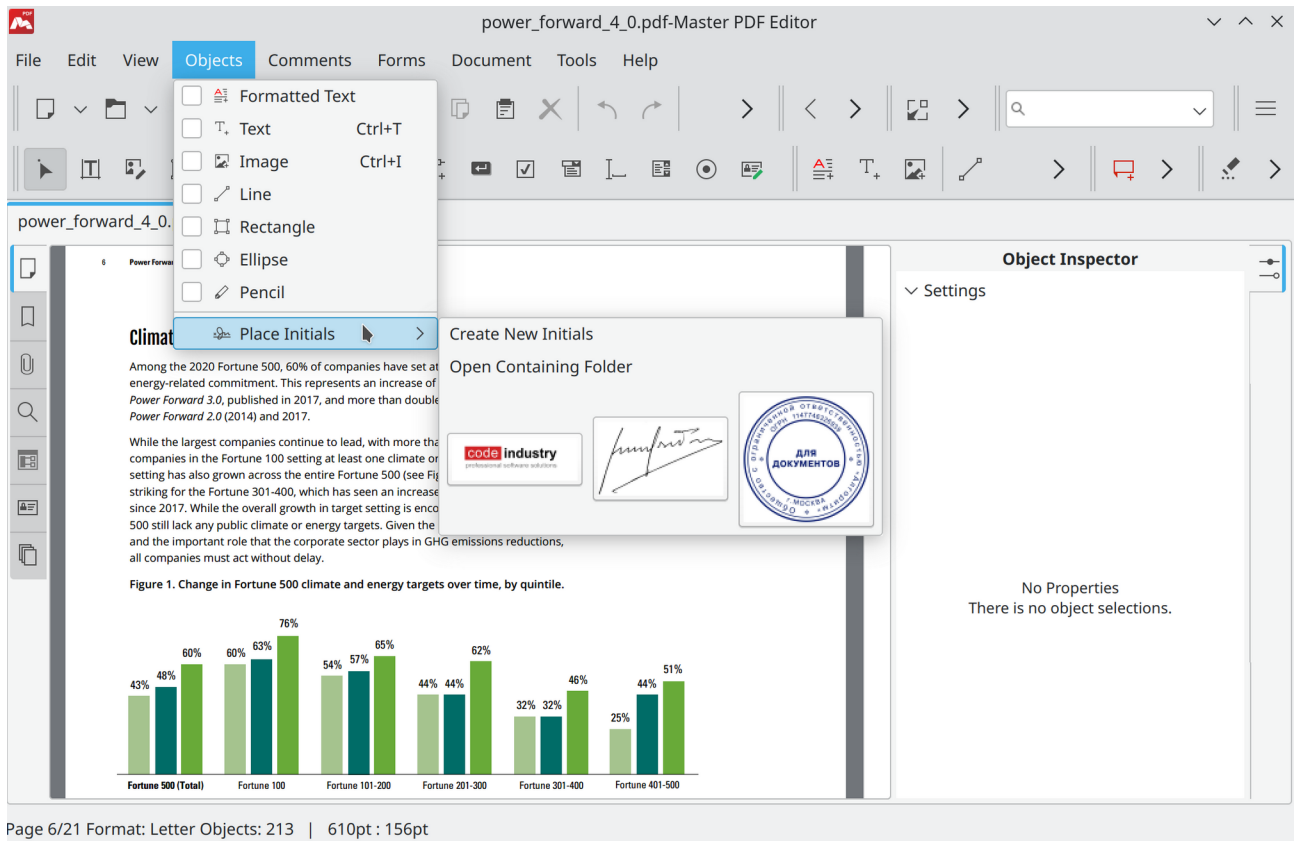 power_forward_4_0.pdf-Master PDF Editor
File Edit View Objects Comments Forms Document Tools Help
Formatted Text
Text Ctrl+T
Image Ctrl+I
Line
Rectangle
Ellipse
Pencil
Place Initials
Create New Initials
Open Containing Folder
code industry
professional software solutions
ДЛЯ
ДОКУМЕНТОВ
г.МОСКВА
power_forward_4_0.
Object Inspector
Settings
No Properties
There is no object selections.
6 Power Forwa
Climat
Among the 2020 Fortune 500, 60% of companies have set at
energy-related commitment. This represents an increase of
Power Forward 3.0, published in 2017, and more than double
Power Forward 2.0 (2014) and 2017.
While the largest companies continue to lead, with more tha
companies in the Fortune 100 setting at least one climate or
setting has also grown across the entire Fortune 500 (see Fig
striking for the Fortune 301-400, which has seen an increase
since 2017. While the overall growth in target setting is enco
500 still lack any public climate or energy targets. Given the
and the important role that the corporate sector plays in GHG emissions reductions,
all companies must act without delay.
Figure 1. Change in Fortune 500 climate and energy targets over time, by quintile.
43% 48% 60% 60% 63% 76% 54% 57% 65% 44% 44% 62% 32% 32% 46% 25% 44% 51%
Fortune 500 (Total) Fortune 100 Fortune 101-200 Fortune 201-300 Fortune 301-400 Fortune 401-500
Page 6/21 Format: Letter Objects: 213 | 610pt : 156pt